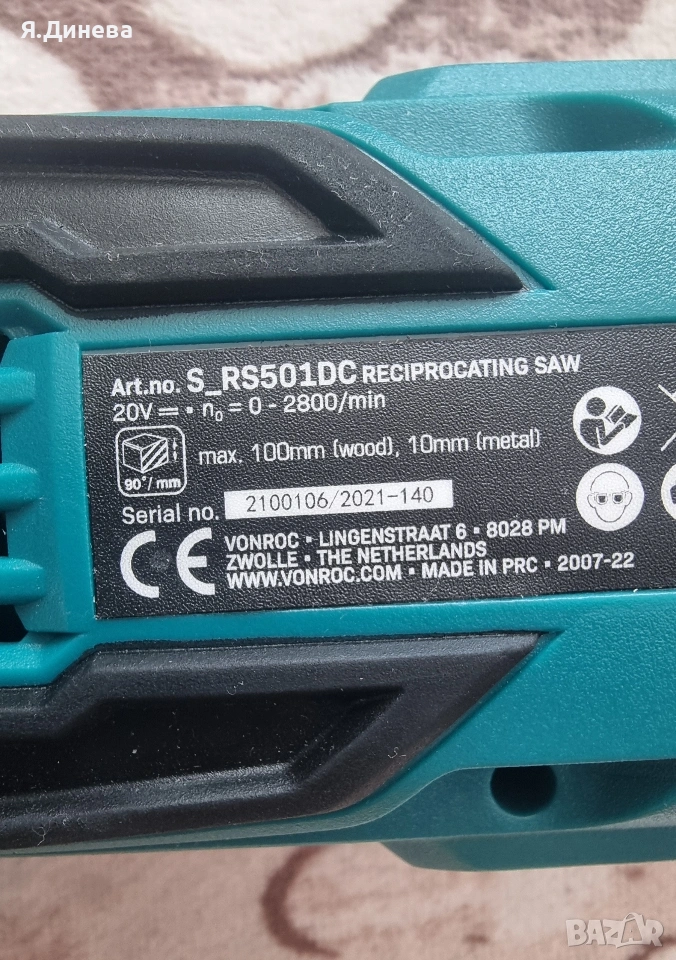 Я.Динева
Art.no. S_RS501DC RECIPROCATING SAW
20V ⎓ ▪ n₀ = 0 - 2800/min
max. 100mm (wood), 10mm (metal)
90°/mm
Serial no. 2100106/2021-140
CE
VONROC ▪ LINGENSTRAAT 6 ▪ 8028 PM
ZWOLLE ▪ THE NETHERLANDS
WWW.VONROC.COM ▪ MADE IN PRC ▪ 2007-22
BAZAR